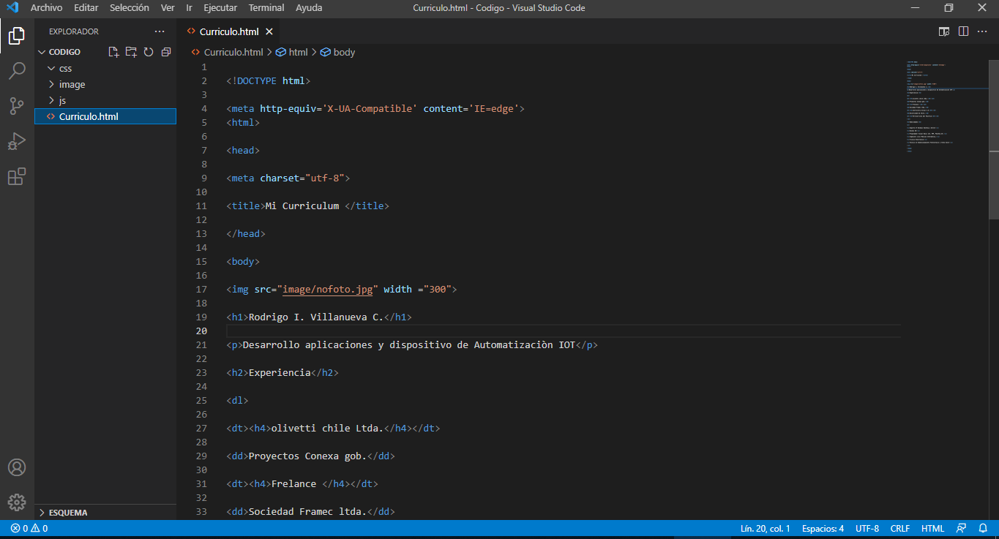 Archivo Editar Selección Ver Ir Ejecutar Terminal Ayuda Curriculo.html - Codigo - Visual Studio Code
EXPLORADOR
Curriculo.html
CODIGO
Curriculo.html > html > body
css
image
js
Curriculo.html
1
2 <!DOCTYPE html>
3
4 <meta http-equiv='X-UA-Compatible' content='IE=edge'>
5 <html>
6
7 <head>
8
9 <meta charset="utf-8">
10
11 <title>Mi Curriculum </title>
12
13 </head>
14
15 <body>
16
17 <img src="image/nofoto.jpg" width ="300">
18
19 <h1>Rodrigo I. Villanueva C.</h1>
20
21 <p>Desarrollo aplicaciones y dispositivo de Automatizaciòn IOT</p>
22
23 <h2>Experiencia</h2>
24
25 <dl>
26
27 <dt><h4>olivetti chile Ltda.</h4></dt>
28
29 <dd>Proyectos Conexa gob.</dd>
30
31 <dt><h4>Frelance </h4></dt>
32
33 <dd>Sociedad Framec ltda.</dd>
ESQUEMA
0 0 Lín. 20, col. 1 Espacios: 4 UTF-8 CRLF HTML